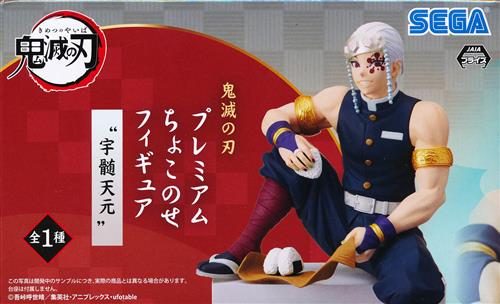 きめつのやいば
鬼滅の刃
SEGA
JAIA
プライズ
鬼滅の刃
プレミアム
ちょこのせ
フィギュア
“宇髄天元”
全1種
この写真は開発中のサンプルにつき、実際の商品とは異なる場合があります。
台座は付属しません。
©吾峠呼世晴／集英社・アニプレックス・ufotable